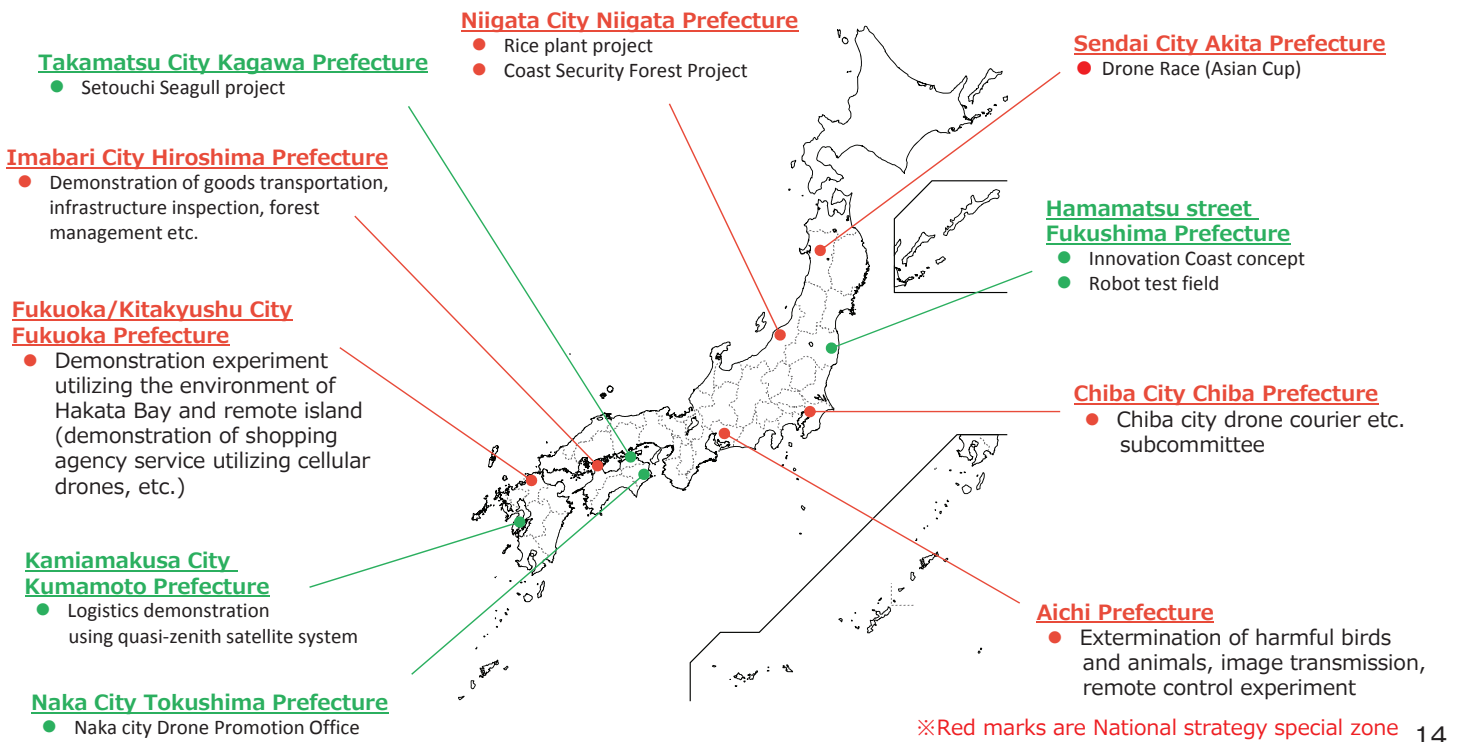 Niigata City Niigata Prefecture
● Rice plant project
● Coast Security Forest Project
Sendai City Akita Prefecture
● Drone Race (Asian Cup)
Takamatsu City Kagawa Prefecture
● Setouchi Seagull project
Imabari City Hiroshima Prefecture
● Demonstration of goods transportation,
infrastructure inspection, forest
management etc.
Hamamatsu street
Fukushima Prefecture
● Innovation Coast concept
● Robot test field
Fukuoka/Kitakyushu City
Fukuoka Prefecture
● Demonstration experiment
utilizing the environment of
Hakata Bay and remote island
(demonstration of shopping
agency service utilizing cellular
drones, etc.)
Chiba City Chiba Prefecture
● Chiba city drone courier etc.
subcommittee
Kamiamakusa City
Kumamoto Prefecture
● Logistics demonstration
using quasi-zenith satellite system
Aichi Prefecture
● Extermination of harmful birds
and animals, image transmission,
remote control experiment
Naka City Tokushima Prefecture
● Naka city Drone Promotion Office
※Red marks are National strategy special zone
14